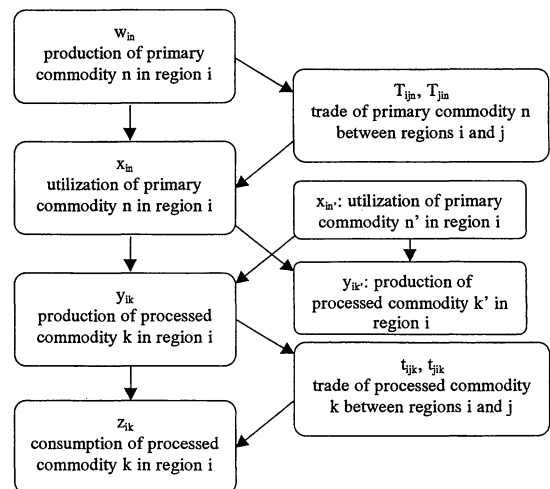 w_in
production of primary
commodity n in region i
T_ijn, T_jin
trade of primary commodity n
between regions i and j
x_in
utilization of primary
commodity n in region i
x_in': utilization of primary
commodity n' in region i
y_ik': production of
processed commodity k' in
region i
y_ik
production of processed
commodity k in region i
t_ijk, t_jik
trade of processed commodity
k between regions i and j
z_ik
consumption of processed
commodity k in region i